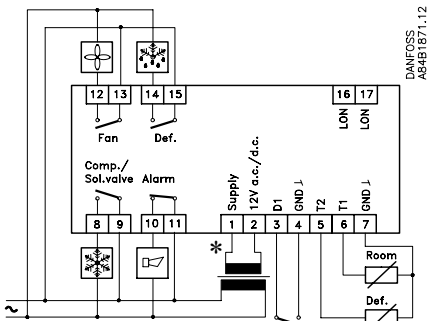 DANFOSS
A84B1871.12
12 13 14 15 16 17
LON
LON
Fan Def.
Comp./
Sol.valve Alarm
Supply
12V a.c./d.c.
D1
GND
T2
T1
GND
8 9 10 11 1 2 3 4 5 6 7
*
Room
Def.
~